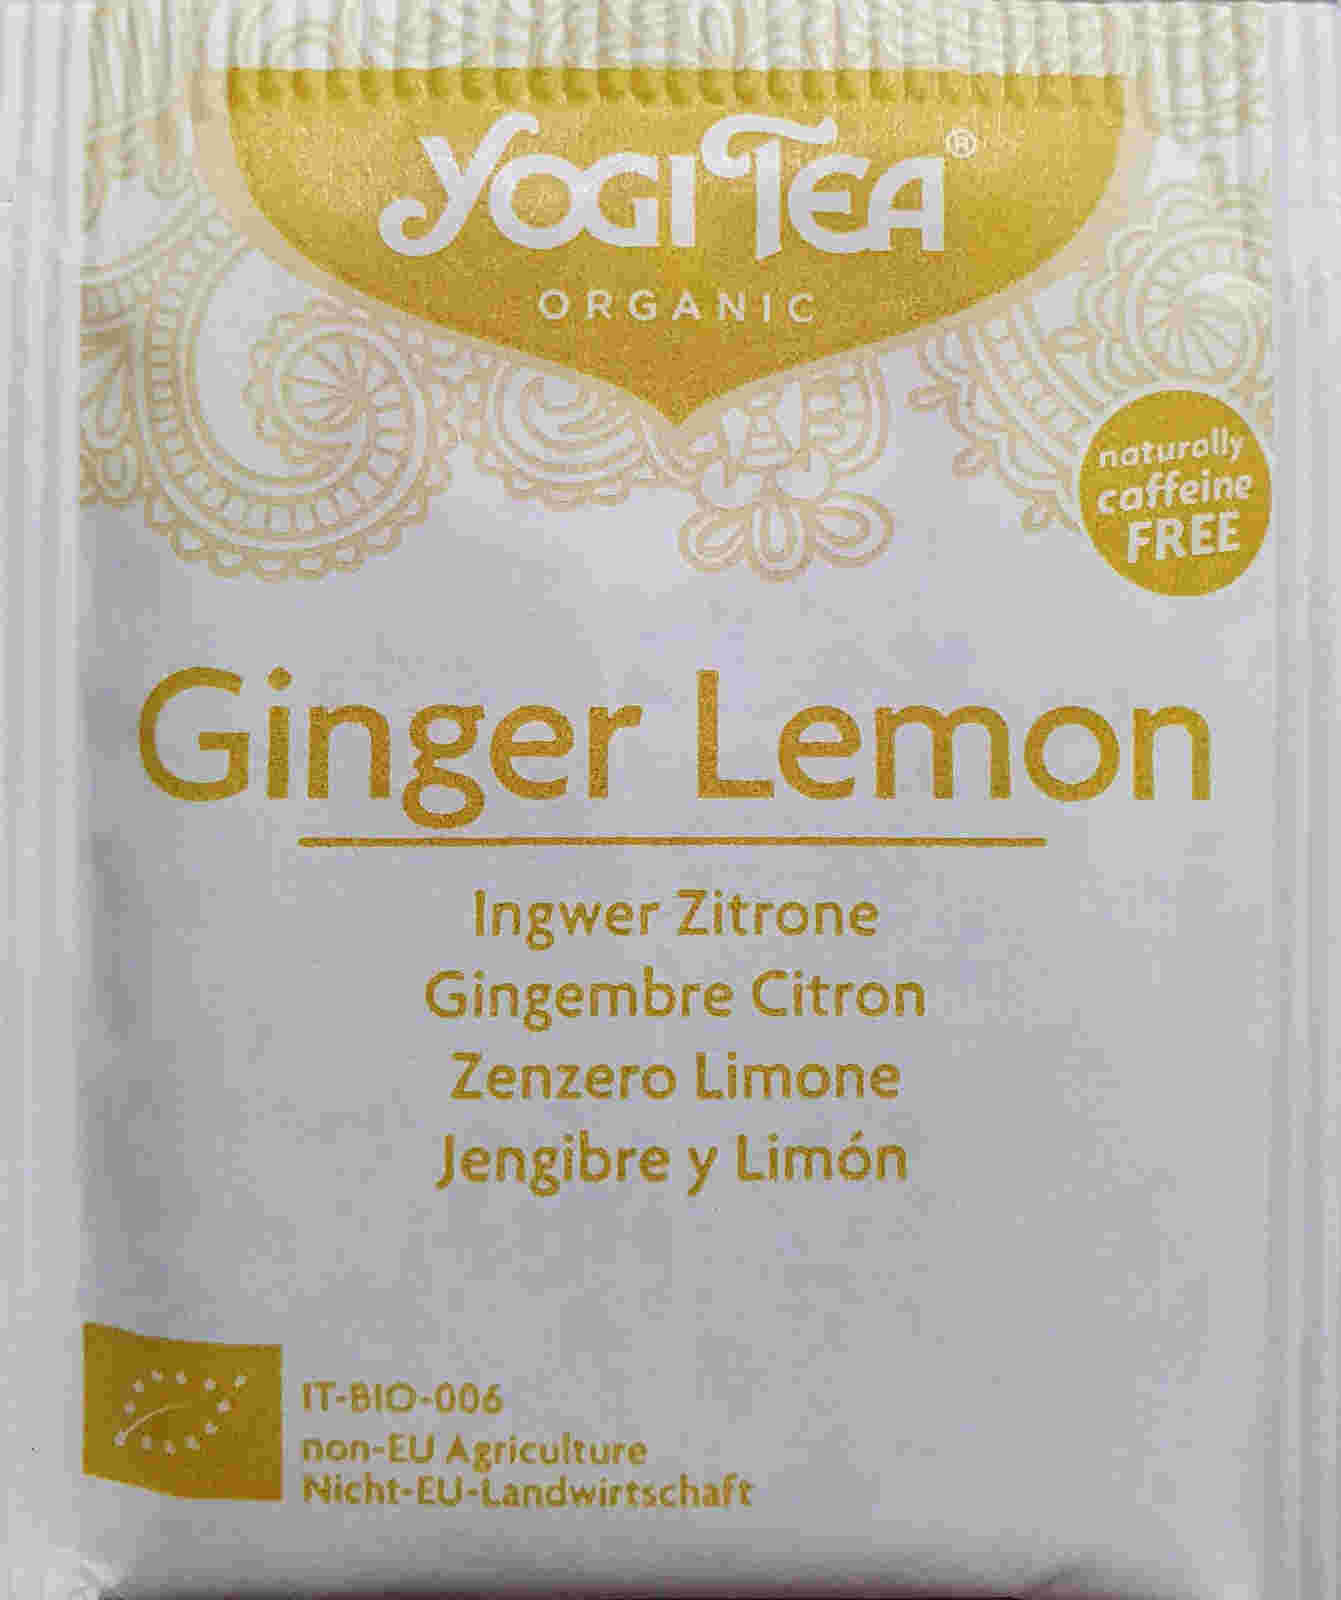 YOGI TEA®
ORGANIC
naturally
caffeine
FREE
Ginger Lemon
Ingwer Zitrone
Gingembre Citron
Zenzero Limone
Jengibre y Limón
IT-BIO-006
non-EU Agriculture
Nicht-EU-Landwirtschaft